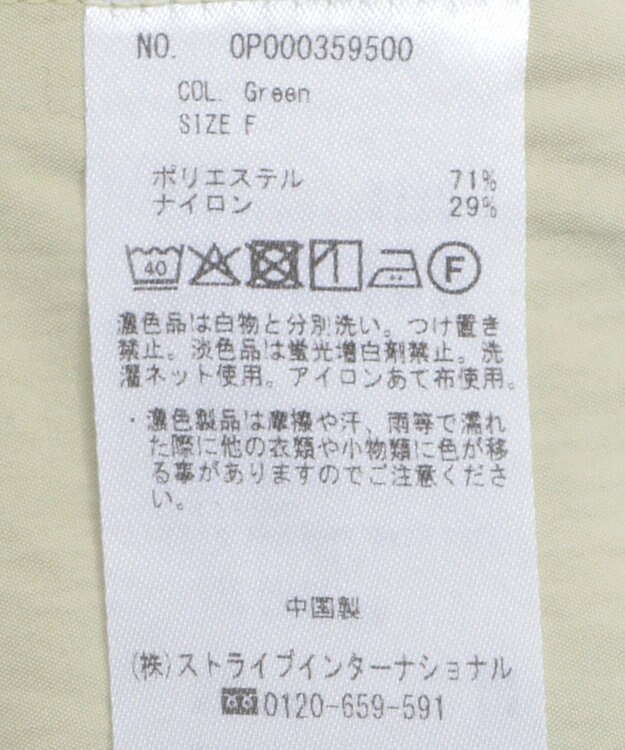 NO. 0P000359500
COL. Green
SIZE F
ポリエステル 71%
ナイロン 29%
40
F
濃色品は白物と分別洗い。つけ置き
禁止。淡色品は蛍光増白剤禁止。洗
濯ネット使用。アイロンあて布使用。
・濃色製品は摩擦や汗、雨等で濡れ
た際に他の衣類や小物類に色が移
る事がありますのでご注意くださ
い。
中国製
(株)ストライプインターナショナル
0120-659-591